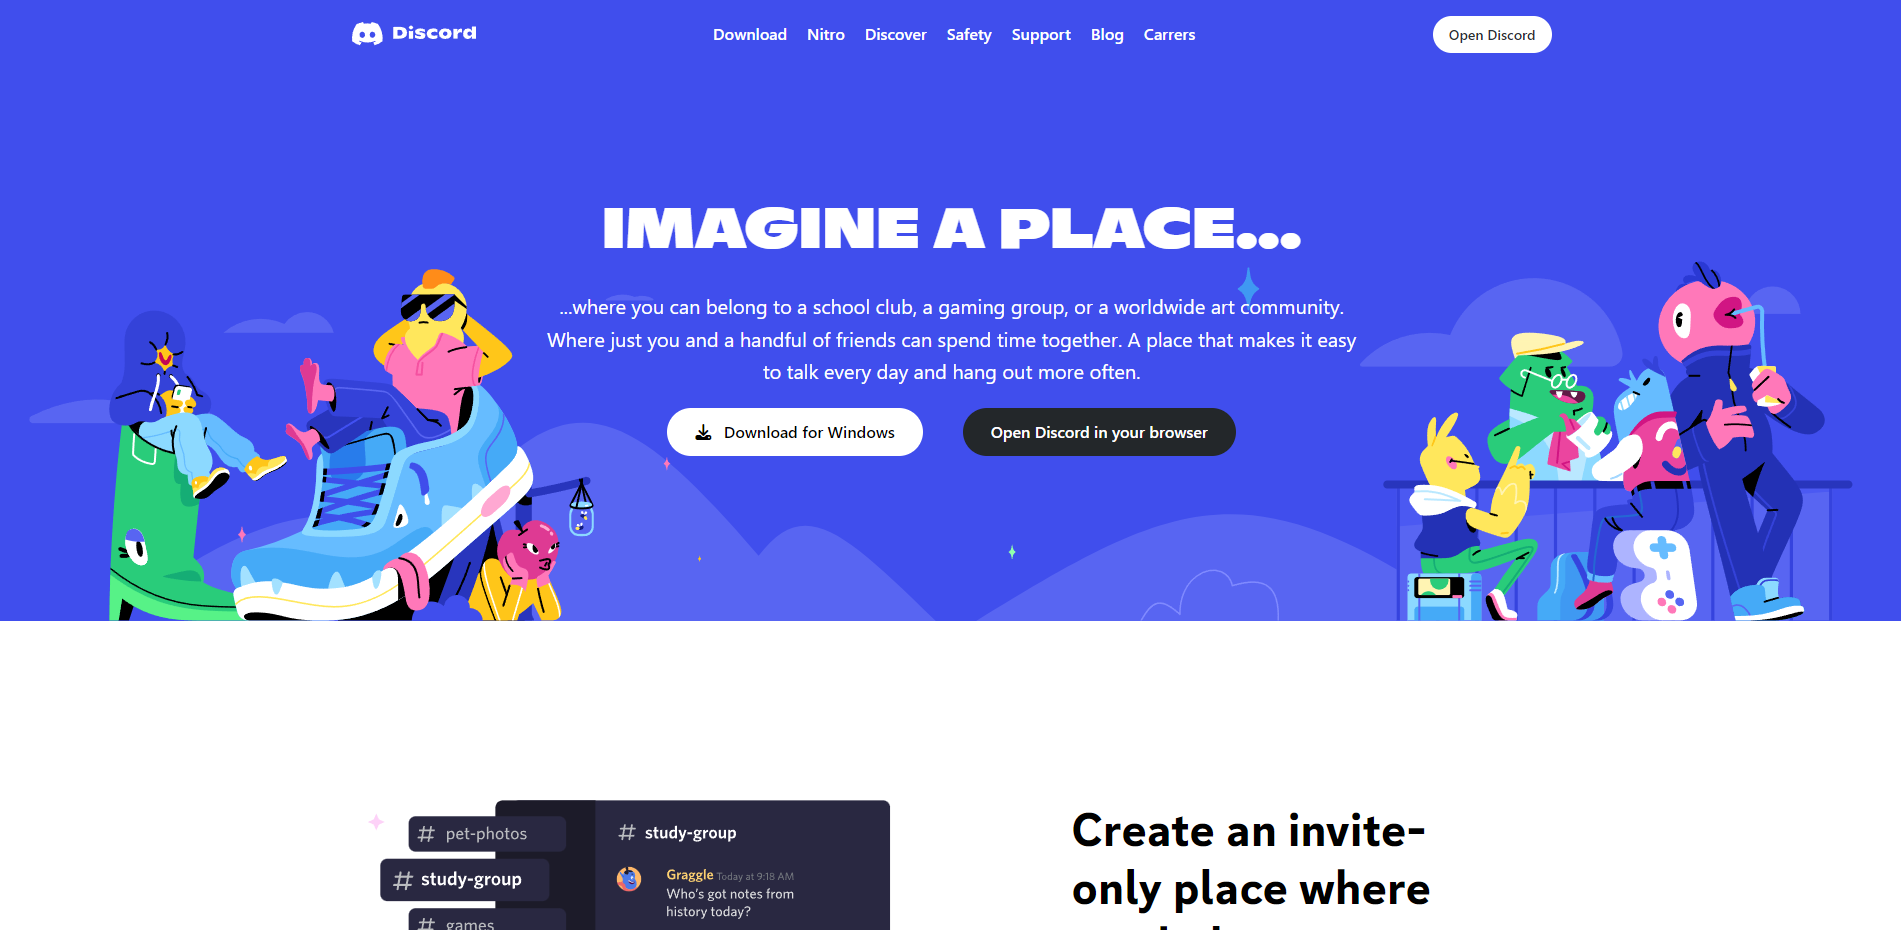 Discord
Download Nitro Discover Safety Support Blog Carrers
Open Discord
IMAGINE A PLACE...
...where you can belong to a school club, a gaming group, or a worldwide art community.
Where just you and a handful of friends can spend time together. A place that makes it easy
to talk every day and hang out more often.
Download for Windows
Open Discord in your browser
# pet-photos
# study-group
# games
# study-group
Graggle Today at 9:18 AM
Who's got notes from
history today?
Create an invite-
only place where